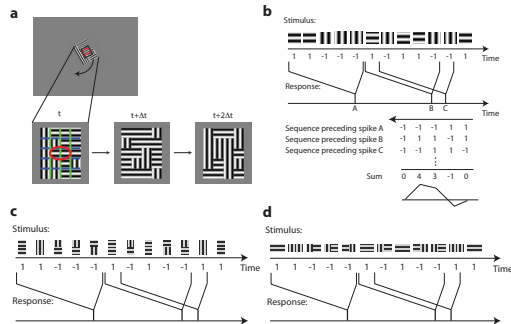 a
t
t+Δt
t+2Δt
b
Stimulus:
1 1 -1 -1 -1 1 -1 1 1 -1 -1 1
Time
Response:
A B C
Time
Sequence preceding spike A -1 -1 -1 1 1
Sequence preceding spike B -1 1 1 -1 1
Sequence preceding spike C -1 -1 1 1 -1
Sum 0 4 3 -1 0
c
Stimulus:
1 1 -1 -1 -1 1 -1 1 1 -1 -1 1
Time
Response:
d
Stimulus:
1 1 -1 -1 -1 1 -1 1 1 -1 -1 1
Time
Response: